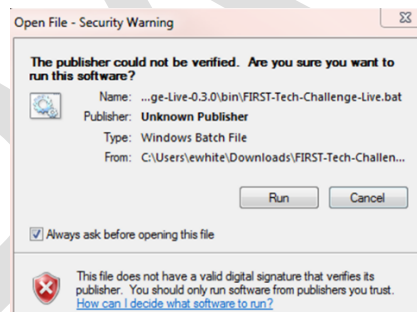 Open File - Security Warning
The publisher could not be verified. Are you sure you want to
run this software?
Name: ...ge-Live-0.3.0\bin\FIRST-Tech-Challenge-Live.bat
Publisher: Unknown Publisher
Type: Windows Batch File
From: C:\Users\ewhite\Downloads\FIRST-Tech-Challen...
Run Cancel
Always ask before opening this file
This file does not have a valid digital signature that verifies its
publisher. You should only run software from publishers you trust.
How can I decide what software to run?